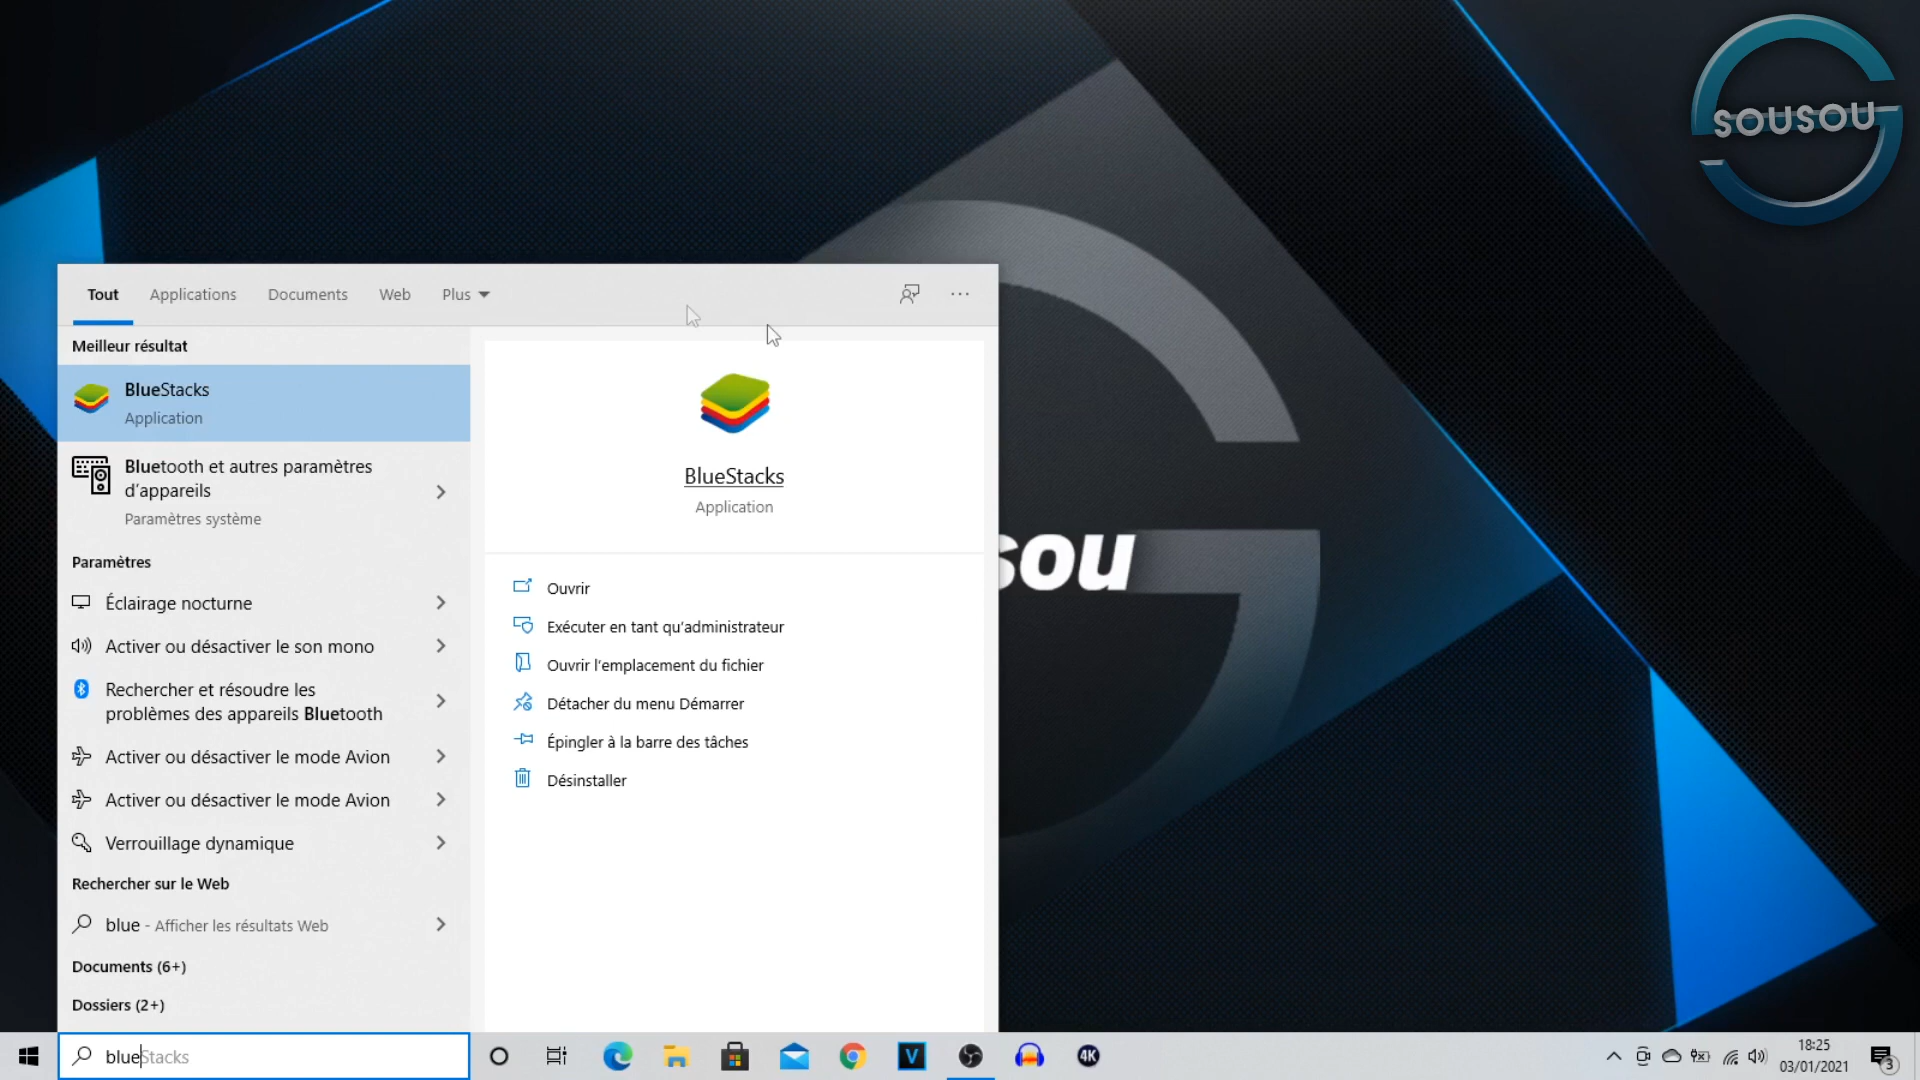 SOUSOU
Tout Applications Documents Web Plus
Meilleur résultat
BlueStacks
Application
Bluetooth et autres paramètres
d’appareils
Paramètres système
Paramètres
Éclairage nocturne
Activer ou désactiver le son mono
Rechercher et résoudre les
problèmes des appareils Bluetooth
Activer ou désactiver le mode Avion
Activer ou désactiver le mode Avion
Verrouillage dynamique
Rechercher sur le Web
blue - Afficher les résultats Web
Documents (6+)
Dossiers (2+)
BlueStacks
Application
Ouvrir
Exécuter en tant qu’administrateur
Ouvrir l’emplacement du fichier
Détacher du menu Démarrer
Épingler à la barre des tâches
Désinstaller
sou
blueStacks
V
4K
18:25
03/01/2021
3